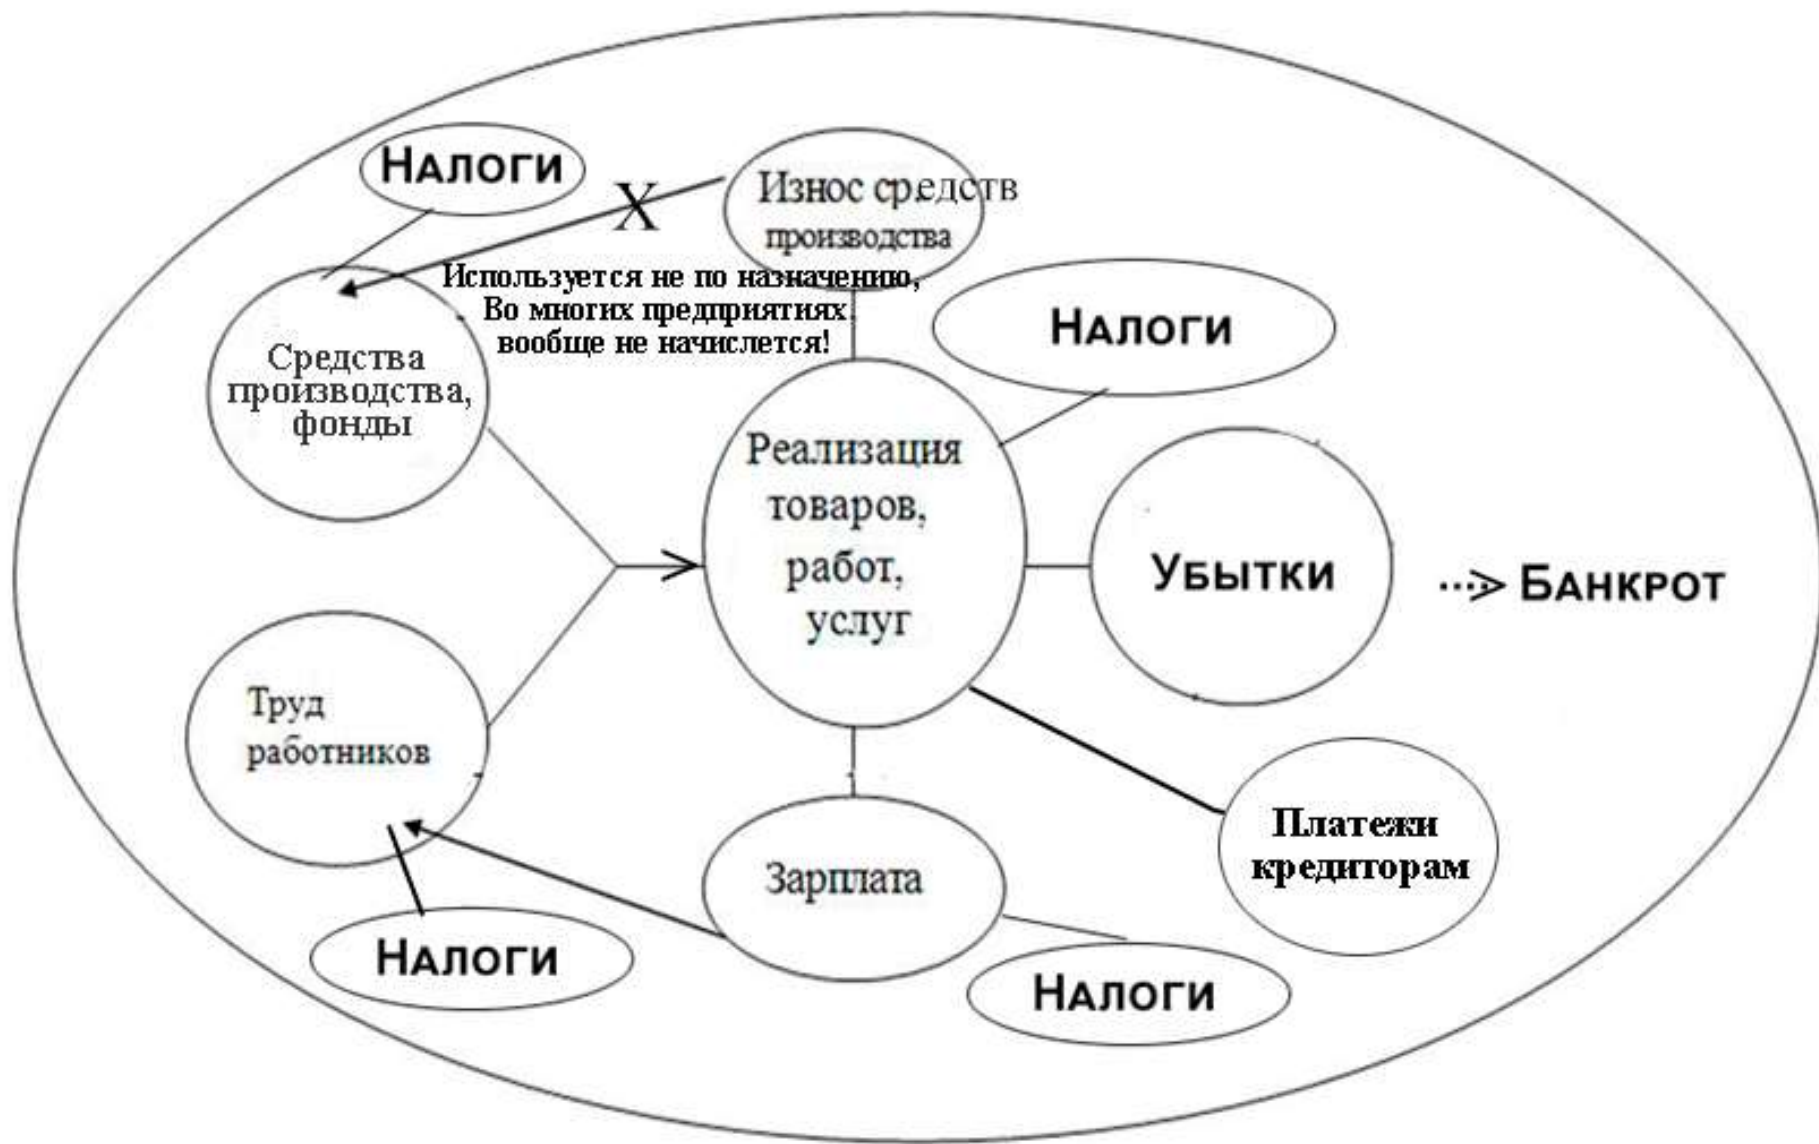 НАЛОГИ
Износ средств
производства
Используется не по назначению,
Во многих предприятиях
вообще не начислется!
НАЛОГИ
Средства
производства,
фонды
Реализация
товаров,
работ,
услуг
УБЫТКИ
БАНКРОТ
Труд
работников
Платежи
кредиторам
Зарплата
НАЛОГИ
НАЛОГИ
X